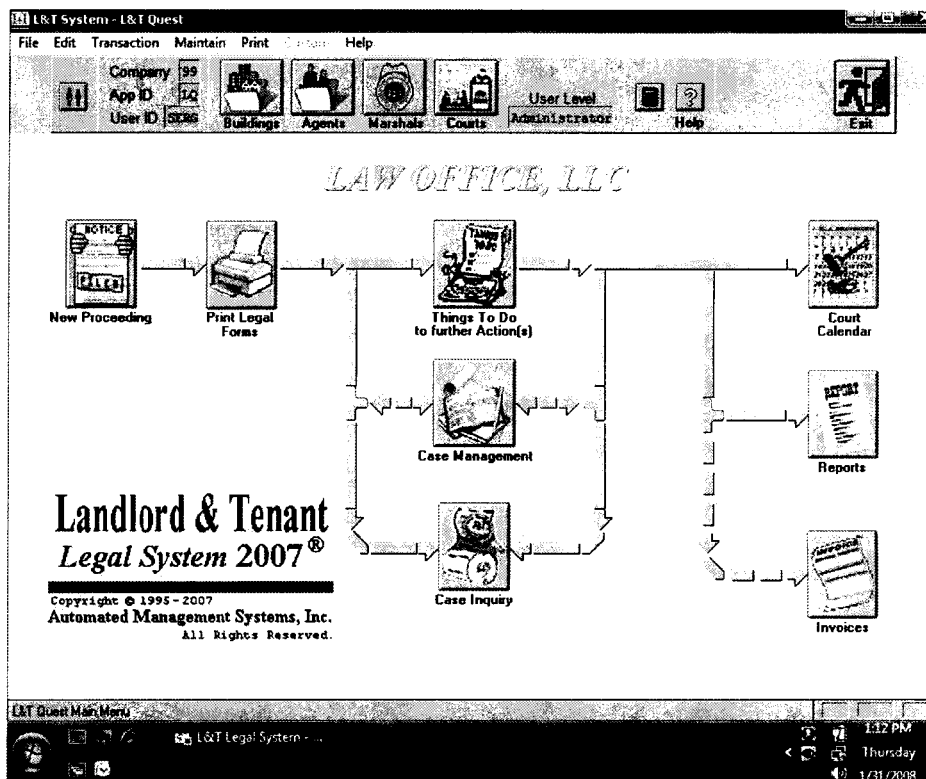 L&T System - L&T Quest
File Edit Transaction Maintain Print Help
Company 99
App ID LQ
User ID
Buildings Agents Marshals Courts
User Level
Administrator
Help
Exit
LAW OFFICE, LLC
NOTICE
FILED
New Proceeding
Print Legal
Forms
Things To Do
to further Action(s)
Court
Calendar
Case Management
REPORT
Reports
Case Inquiry
INVOICE
Invoices
Landlord & Tenant
Legal System 2007®
Copyright © 1995-2007
Automated Management Systems, Inc.
All Rights Reserved.
L&T Quest Main Menu
L&T Legal System - ...
1:12 PM
Thursday
1/31/2008